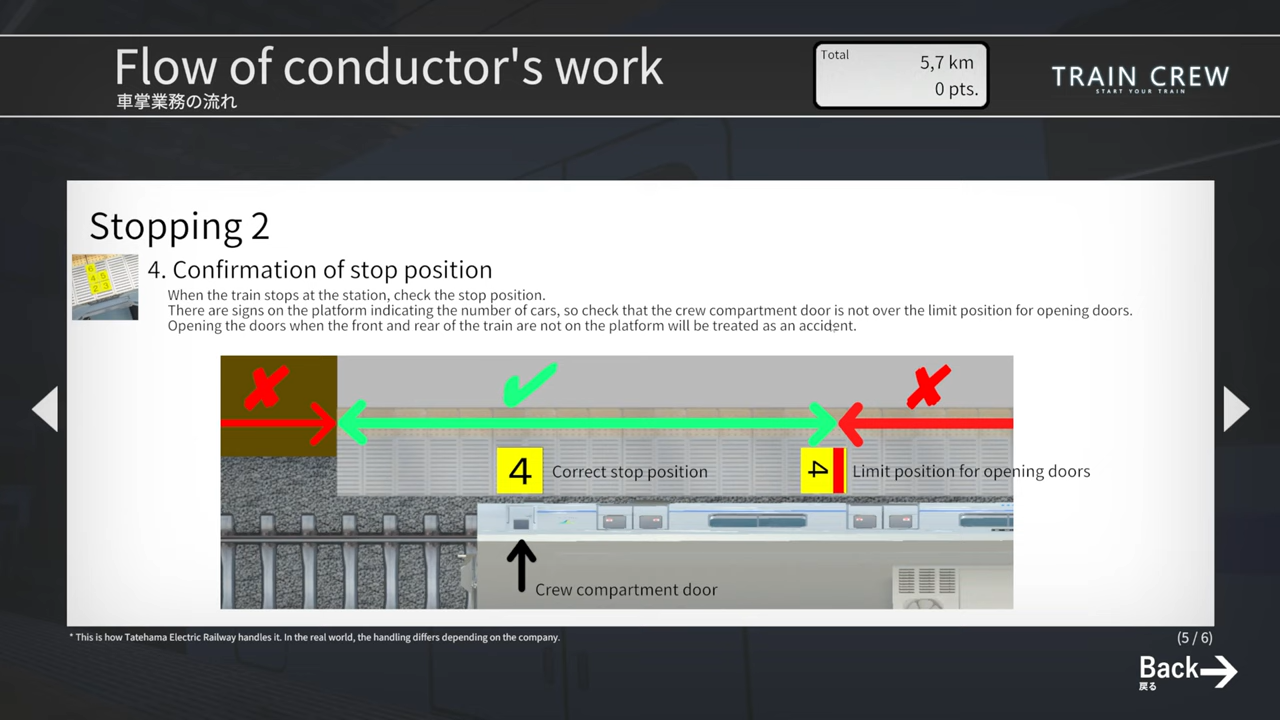 Flow of conductor's work
車掌業務の流れ
Total
5,7 km
0 pts.
TRAIN CREW
START YOUR TRAIN
Stopping 2
6
4 5
2 3
4. Confirmation of stop position
When the train stops at the station, check the stop position.
There are signs on the platform indicating the number of cars, so check that the crew compartment door is not over the limit position for opening doors.
Opening the doors when the front and rear of the train are not on the platform will be treated as an accident.
4 Correct stop position
4 Limit position for opening doors
Crew compartment door
* This is how Tatehama Electric Railway handles it. In the real world, the handling differs depending on the company.
(5 / 6)
Back
戻る